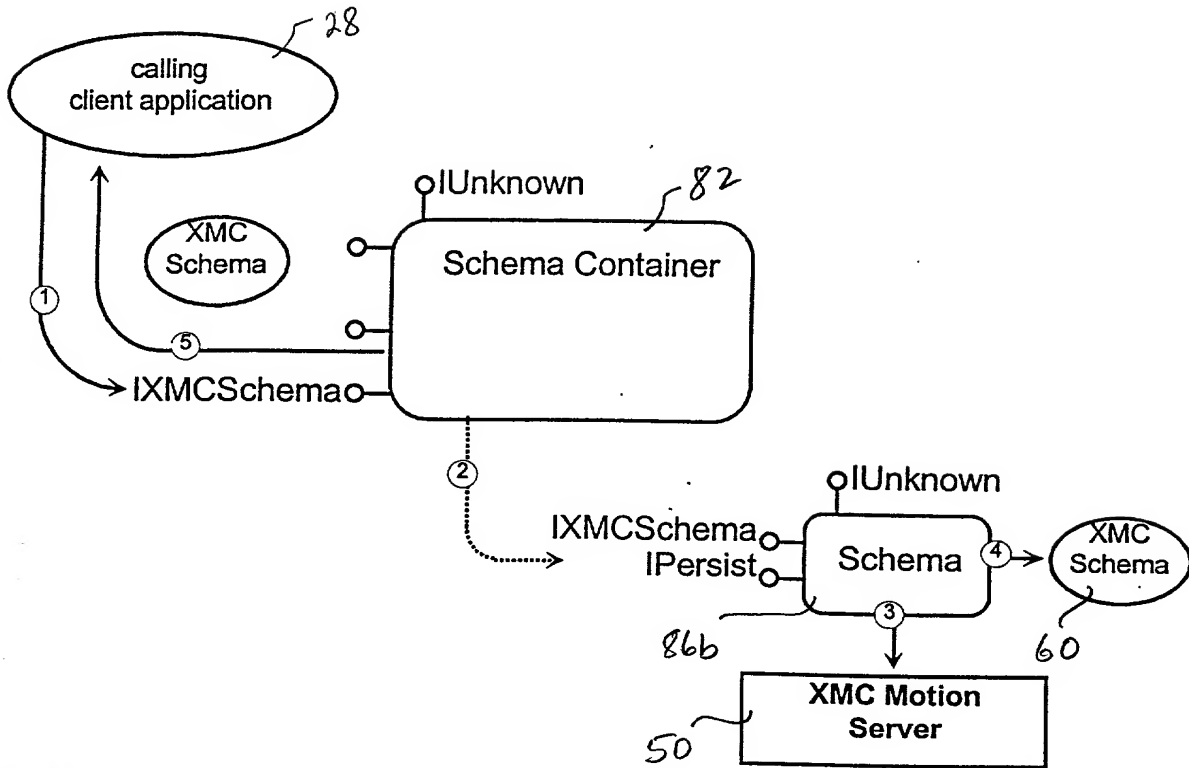 28
calling
client application
IUnknown
82
XMC
Schema
Schema Container
1
5
IXMCSchema
2
IUnknown
IXMCSchema
IPersist
Schema
4
XMC
Schema
3
86b
60
XMC Motion
Server
50